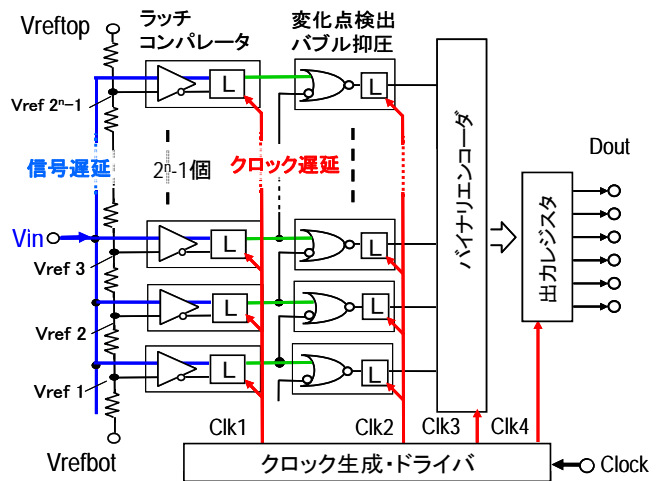 Vreftop
ラッチ
コンパレータ
変化点検出
バブル抑圧
L
L
Vref 2ⁿ-1
信号遅延
2ⁿ-1個
クロック遅延
バイナリエンコーダ
Dout
出力レジスタ
Vin
L
L
Vref 3
L
L
Vref 2
L
L
Vref 1
Clk1
Clk2
Clk3
Clk4
Vrefbot
クロック生成・ドライバ
Clock